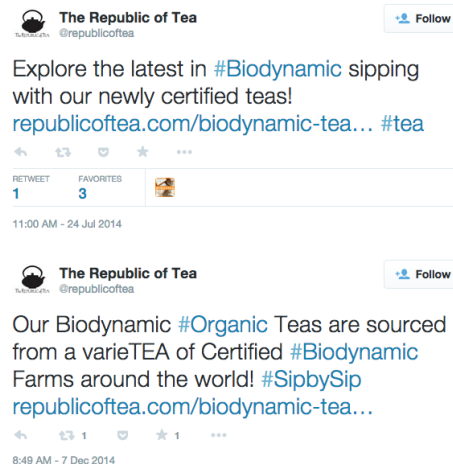 The Republic of Tea
@republicoftea
Follow
Explore the latest in #Biodynamic sipping
with our newly certified teas!
republicoftea.com/biodynamic-tea... #tea
RETWEET FAVORITES
1 3
11:00 AM - 24 Jul 2014
The Republic of Tea
@republicoftea
Follow
Our Biodynamic #Organic Teas are sourced
from a varieTEA of Certified #Biodynamic
Farms around the world! #SipbySip
republicoftea.com/biodynamic-tea...
1 1
8:49 AM - 7 Dec 2014